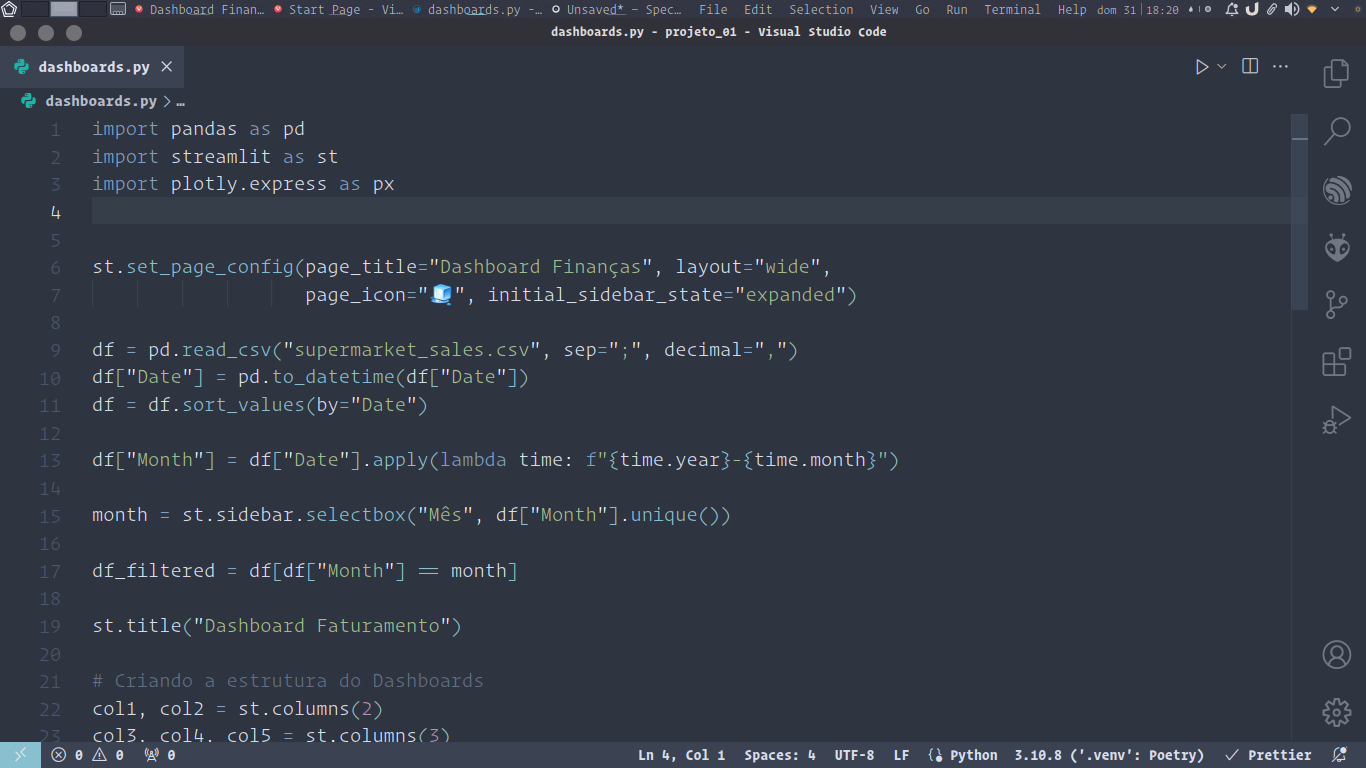 Dashboard Finan… Start Page - Vi… dashboards.py -… Unsaved* – Spec… File Edit Selection View Go Run Terminal Help dom 31 18:20
dashboards.py - projeto_01 - Visual Studio Code
dashboards.py
dashboards.py > …
1 import pandas as pd
2 import streamlit as st
3 import plotly.express as px
4
5
6 st.set_page_config(page_title="Dashboard Finanças", layout="wide",
7 page_icon="🧊", initial_sidebar_state="expanded")
8
9 df = pd.read_csv("supermarket_sales.csv", sep=";", decimal=",")
10 df["Date"] = pd.to_datetime(df["Date"])
11 df = df.sort_values(by="Date")
12
13 df["Month"] = df["Date"].apply(lambda time: f"{time.year}-{time.month}")
14
15 month = st.sidebar.selectbox("Mês", df["Month"].unique())
16
17 df_filtered = df[df["Month"] == month]
18
19 st.title("Dashboard Faturamento")
20
21 # Criando a estrutura do Dashboards
22 col1, col2 = st.columns(2)
23 col3, col4, col5 = st.columns(3)
0 0 0 Ln 4, Col 1 Spaces: 4 UTF-8 LF Python 3.10.8 ('.venv': Poetry) Prettier